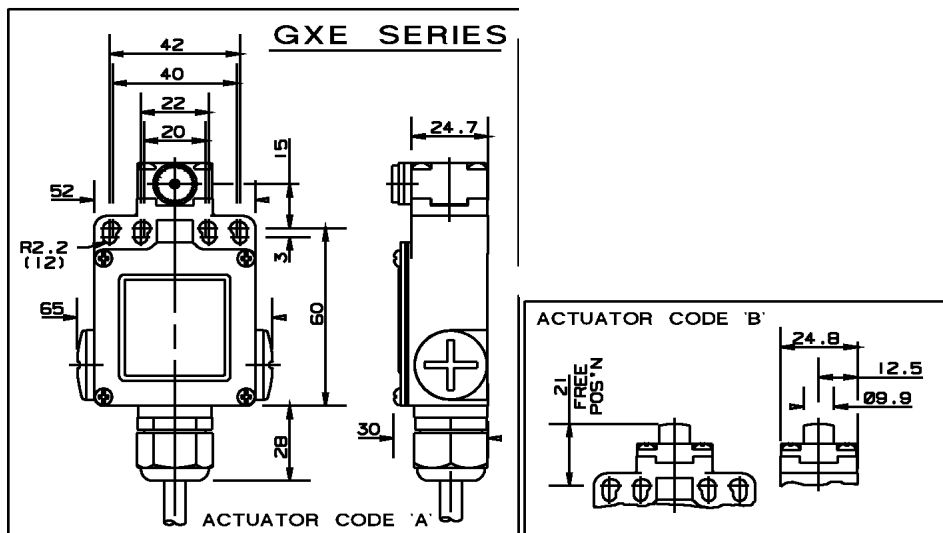 GXE SERIES
42
40
22
20
24.7
15
52
R2.2
(12)
3
65
60
30
28
ACTUATOR CODE 'A'
ACTUATOR CODE 'B'
24.8
12.5
Ø9.9
21
FREE
POS'N